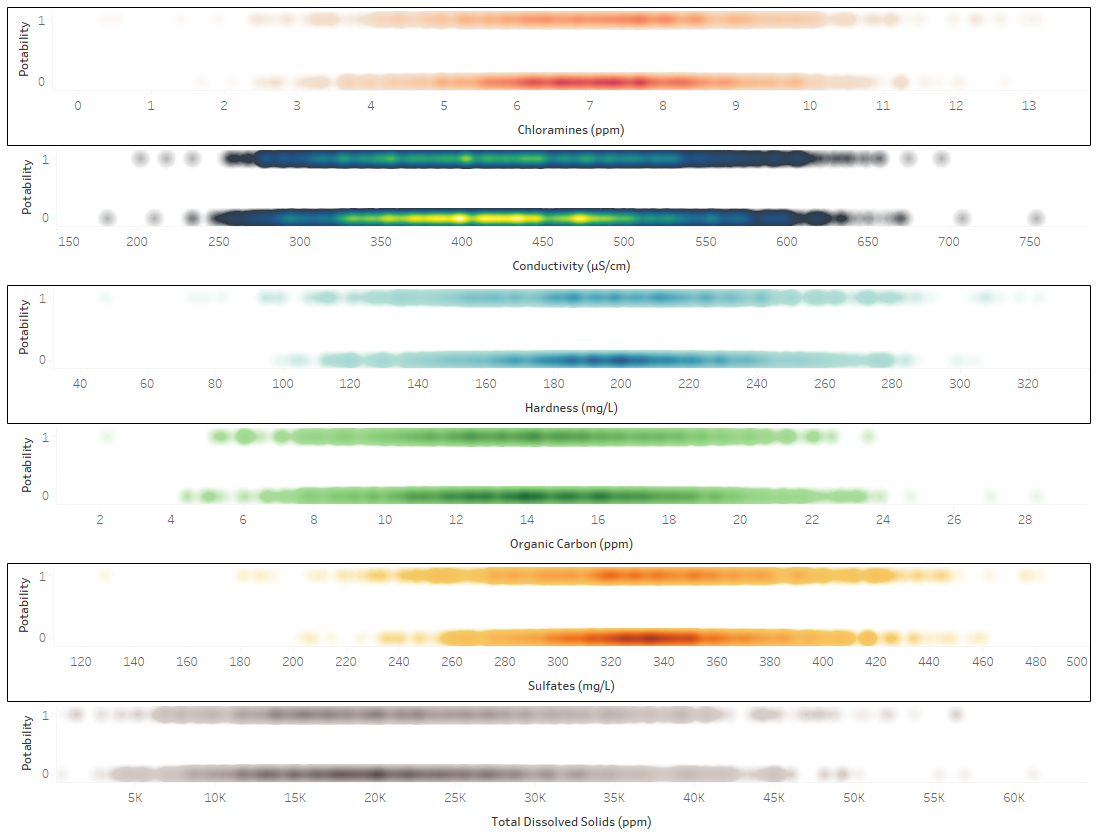 Potability
1
0
0 1 2 3 4 5 6 7 8 9 10 11 12 13
Chloramines (ppm)
Potability
1
0
150 200 250 300 350 400 450 500 550 600 650 700 750
Conductivity (µS/cm)
Potability
1
0
40 60 80 100 120 140 160 180 200 220 240 260 280 300 320
Hardness (mg/L)
Potability
1
0
2 4 6 8 10 12 14 16 18 20 22 24 26 28
Organic Carbon (ppm)
Potability
1
0
120 140 160 180 200 220 240 260 280 300 320 340 360 380 400 420 440 460 480 500
Sulfates (mg/L)
Potability
1
0
5K 10K 15K 20K 25K 30K 35K 40K 45K 50K 55K 60K
Total Dissolved Solids (ppm)